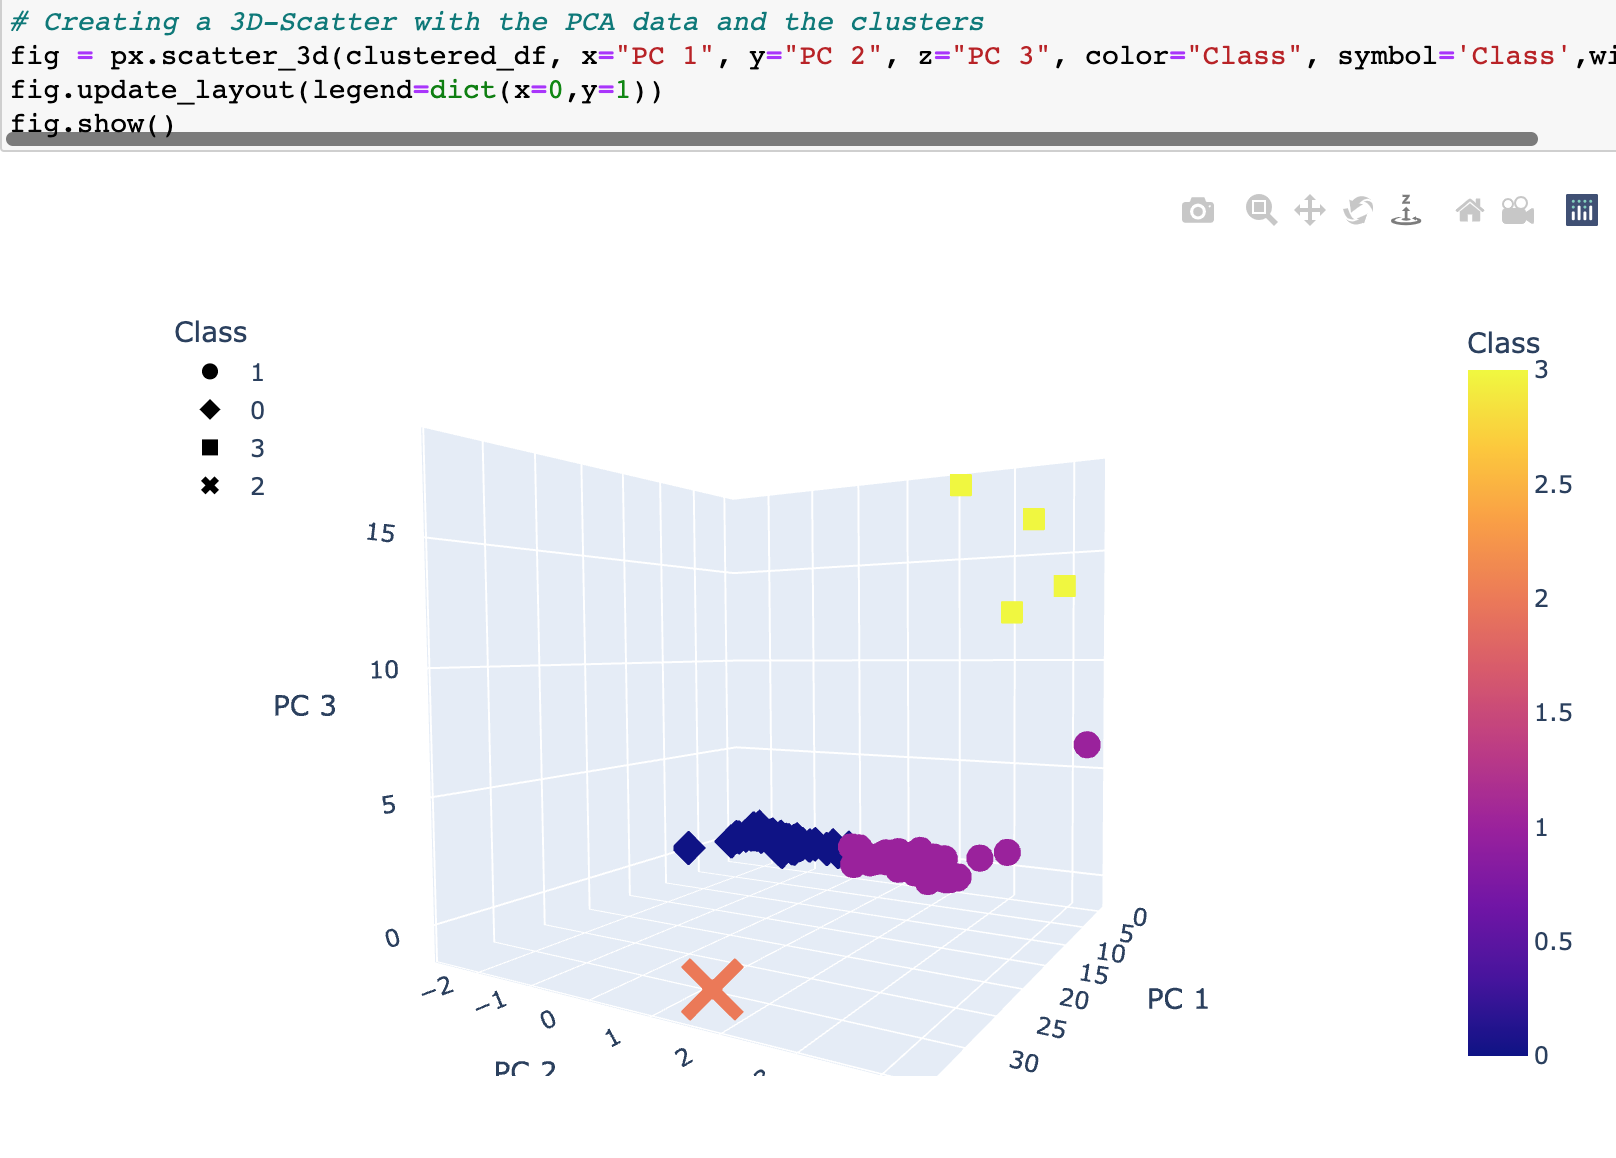 # Creating a 3D-Scatter with the PCA data and the clusters
fig = px.scatter_3d(clustered_df, x="PC 1", y="PC 2", z="PC 3", color="Class", symbol='Class',wi
fig.update_layout(legend=dict(x=0,y=1))
fig.show()
z
Class
1
0
3
2
Class
3
2.5
2
1.5
1
0.5
0
15
10
5
0
PC 3
−2
−1
0
1
2
3
PC 2
0
5
10
15
20
25
30
PC 1